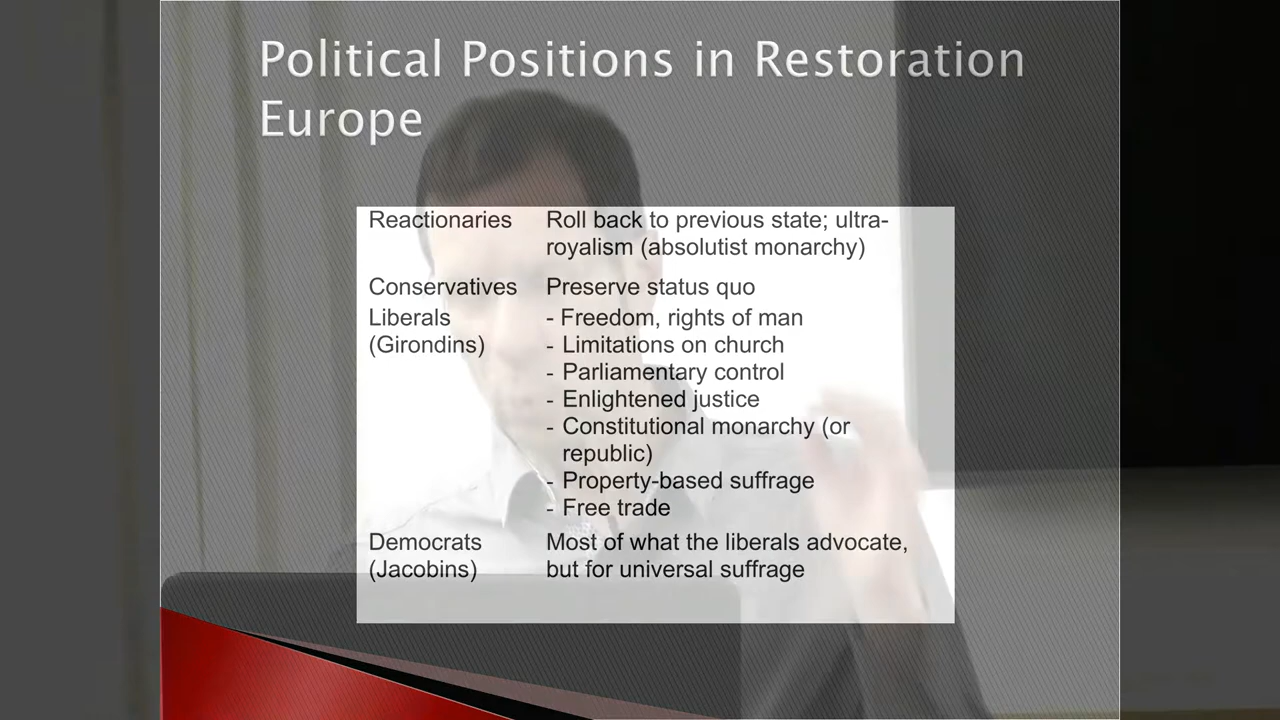 Political Positions in Restoration
Europe
Reactionaries Roll back to previous state; ultra-
royalism (absolutist monarchy)
Conservatives Preserve status quo
Liberals - Freedom, rights of man
(Girondins) - Limitations on church
- Parliamentary control
- Enlightened justice
- Constitutional monarchy (or
republic)
- Property-based suffrage
- Free trade
Democrats Most of what the liberals advocate,
(Jacobins) but for universal suffrage